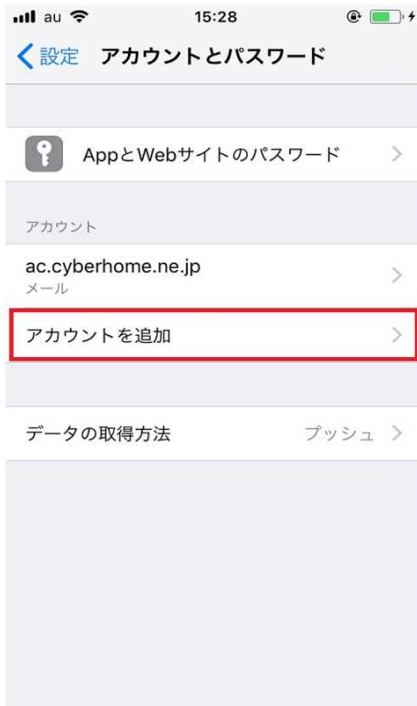 au 15:28
設定 アカウントとパスワード
AppとWebサイトのパスワード
アカウント
ac.cyberhome.ne.jp
メール
アカウントを追加
データの取得方法 プッシュ